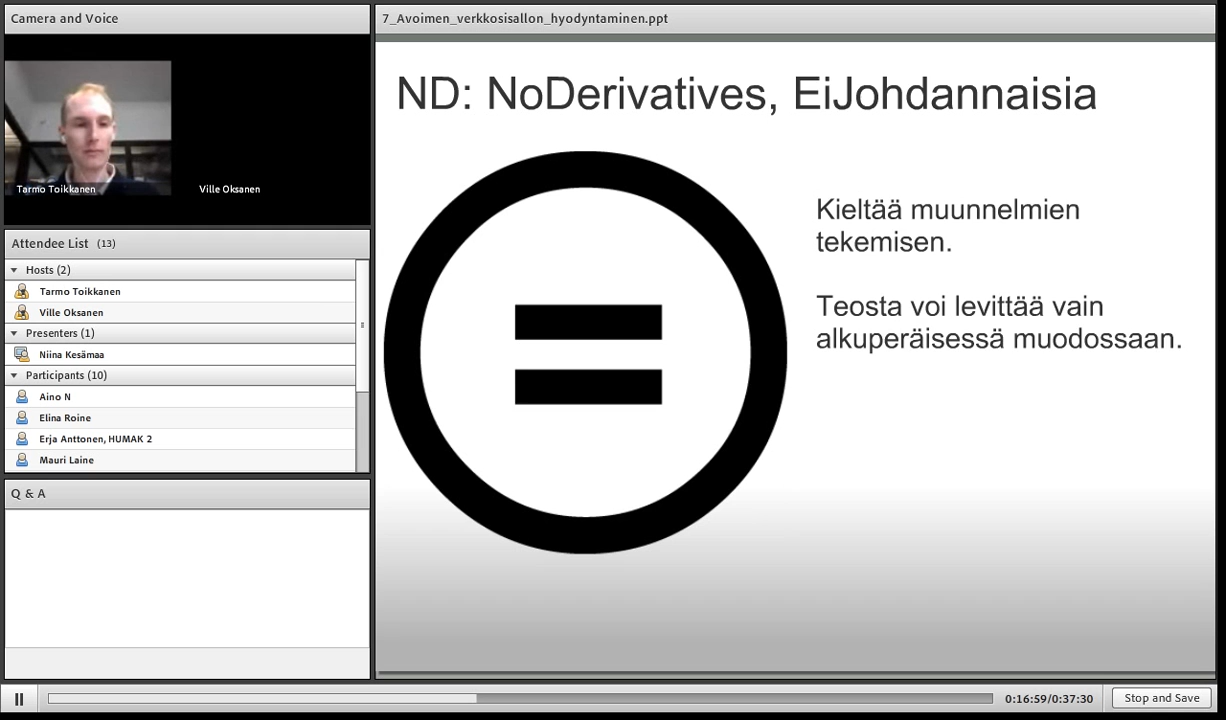 Camera and Voice
Tarmo Toikkanen
Ville Oksanen
Attendee List (13)
Hosts (2)
Tarmo Toikkanen
Ville Oksanen
Presenters (1)
Niina Kesämaa
Participants (10)
Aino N
Elina Roine
Erja Anttonen, HUMAK 2
Mauri Laine
Q & A
7_Avoimen_verkkosisallon_hyodyntaminen.ppt
ND: NoDerivatives, EiJohdannaisia
Kieltää muunnelmien
tekemisen.
Teosta voi levittää vain
alkuperäisessä muodossaan.
0:16:59/0:37:30
Stop and Save